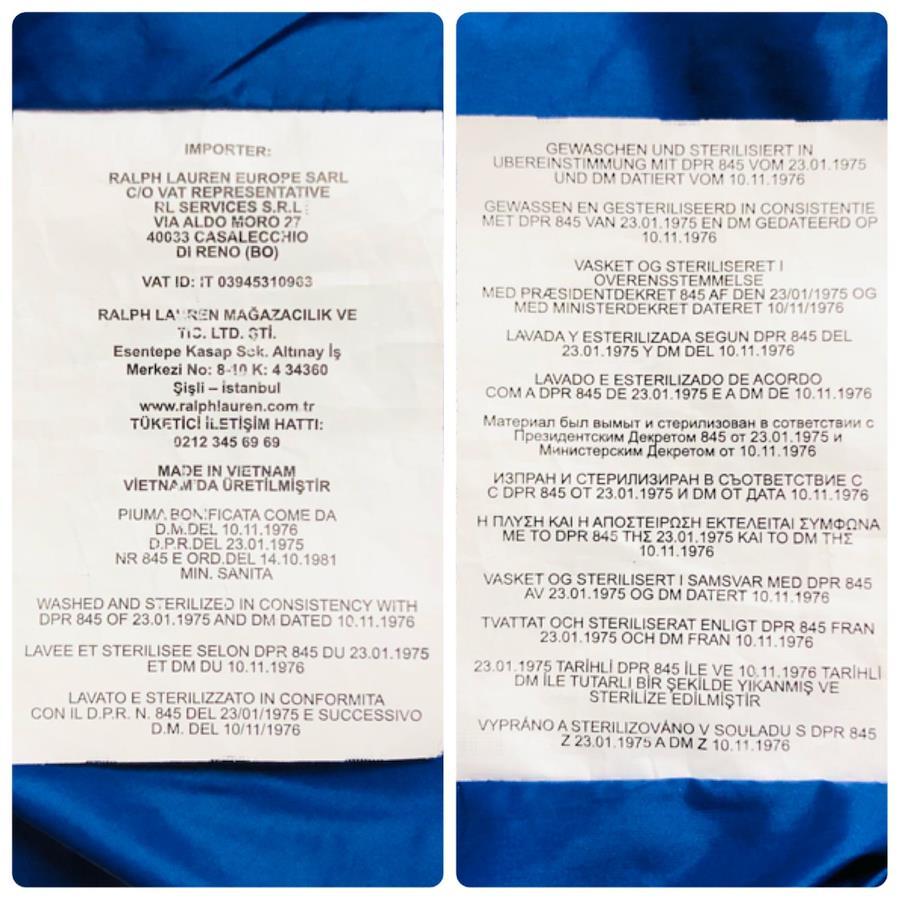 IMPORTER:
RALPH LAUREN EUROPE SARL
C/O VAT REPRESENTATIVE
RL SERVICES S.R.L
VIA ALDO MORO 27
40033 CASALECCHIO
DI RENO (BO)
VAT ID: IT 03945310963
RALPH LAUREN MAĞAZACILIK VE
TIC. LTD. ŞTİ.
Esentepe Kasap Sok. Altınay İş
Merkezi No: 8-10 K: 4 34360
Şişli – İstanbul
www.ralphlauren.com tr
TÜKETİCİ İLETİŞİM HATTI:
0212 345 69 69
MADE IN VIETNAM
VİETNAM'DA ÜRETİLMİŞTİR
PIUMA BONIFICATA COME DA
D.M.DEL 10.11.1976
D.P.R.DEL 23.01.1975
NR 845 E ORD.DEL 14.10.1981
MIN. SANITA
WASHED AND STERILIZED IN CONSISTENCY WITH
DPR 845 OF 23.01.1975 AND DM DATED 10.11.1976
LAVEE ET STERILISEE SELON DPR 845 DU 23.01.1975
ET DM DU 10.11.1976
LAVATO E STERILIZZATO IN CONFORMITA
CON IL D.P.R. N. 845 DEL 23/01/1975 E SUCCESSIVO
D.M. DEL 10/11/1976
GEWASCHEN UND STERILISIERT IN
UBEREINSTIMMUNG MIT DPR 845 VOM 23.01.1975
UND DM DATIERT VOM 10.11.1976
GEWASSEN EN GESTERILISEERD IN CONSISTENTIE
MET DPR 845 VAN 23.01.1975 EN DM GEDATEERD OP
10.11.1976
VASKET OG STERILISERET I
OVERENSSTEMMELSE
MED PRÆSIDENTDEKRET 845 AF DEN 23/01/1975 OG
MED MINISTERDEKRET DATERET 10/11/1976
LAVADA Y ESTERILIZADA SEGUN DPR 845 DEL
23.01.1975 Y DM DEL 10.11.1976
LAVADO E ESTERILIZADO DE ACORDO
COM A DPR 845 DE 23.01.1975 E A DM DE 10.11.1976
Материал был вымыт и стерилизован в сответствии с
Президентским Декретом 845 от 23.01.1975 и
Министерским Декретом от 10.11.1976
ИЗПРАН И СТЕРИЛИЗИРАН В СЪОТВЕТСТВИЕ С
С DPR 845 ОТ 23.01.1975 И DM ОТ ДАТА 10.11.1976
Η ΠΛΥΣΗ ΚΑΙ Η ΑΠΟΣΤΕΙΡΩΣΗ ΕΚΤΕΛΕΙΤΑΙ ΣΥΜΦΩΝΑ
ΜΕ ΤΟ DPR 845 ΤΗΣ 23.01.1975 ΚΑΙ ΤΟ DM ΤΗΣ
10.11.1976
VASKET OG STERILISERT I SAMSVAR MED DPR 845
AV 23.01.1975 OG DM DATERT 10.11.1976
TVATTAT OCH STERILISERAT ENLIGT DPR 845 FRAN
23.01.1975 OCH DM FRAN 10.11.1976
23.01.1975 TARİHLİ DPR 845 İLE VE 10.11.1976 TARİHLİ
DM İLE TUTARLI BİR ŞEKİLDE YIKANMIŞ VE
STERİLİZE EDİLMİŞTİR
VYPRÁNO A STERILIZOVÁNO V SOULADU S DPR 845
Z 23.01.1975 A DM Z 10.11.1976